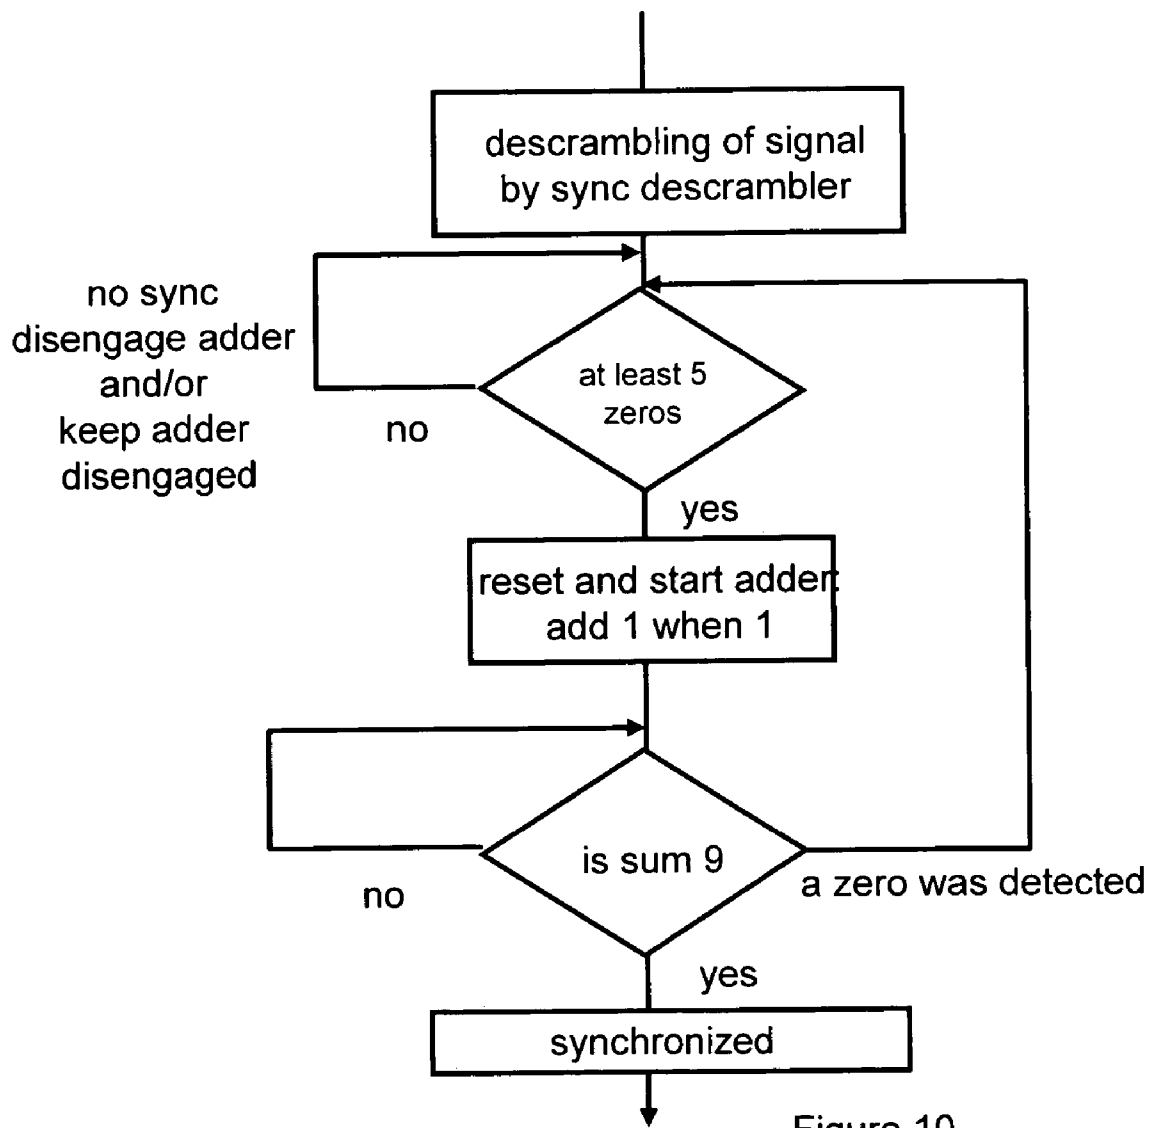 descrambling of signal
by sync descrambler
no sync
disengage adder
and/or
keep adder
disengaged
at least 5
zeros
no
yes
reset and start adder:
add 1 when 1
is sum 9
a zero was detected
no
yes
synchronized
Figure 10